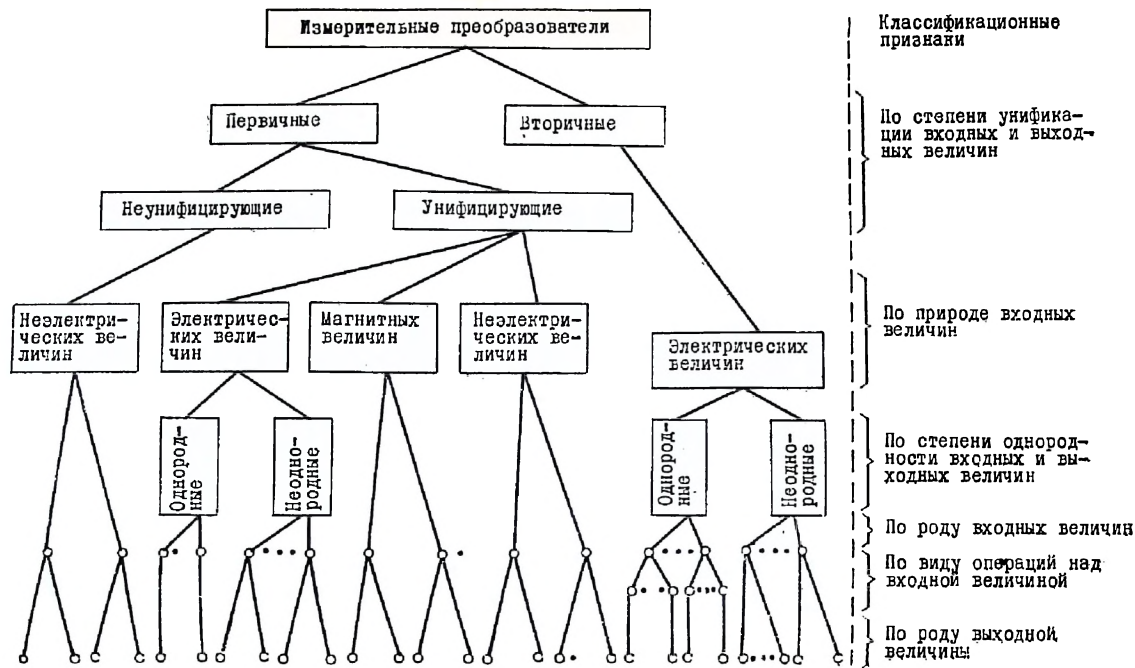 Измерительные преобразователи
Классификационные
признаки
Первичные
Вторичные
По степени унифика-
ции входных и выход-
ных величин
Неунифицирующие
Унифицирующие
Неэлектри-
ческих ве-
личин
Электричес-
ких вели-
чин
Магнитных
величин
Неэлектри-
ческих ве-
личин
Электрических
величин
По природе входных
величин
Однород-
ные
Неодно-
родные
Однород-
ные
Неодно-
родные
По степени однород-
ности входных и вы-
ходных величин
По роду входных величин
По виду операций над
входной величиной
По роду выходной
величины